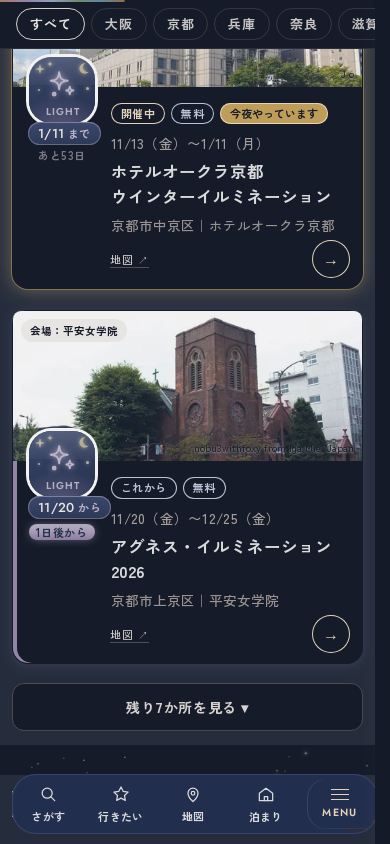 すべて
大阪
京都
兵庫
奈良
滋賀
LIGHT
1/11 まで
あと53日
開催中
無料
今夜やっています
11/13（金）〜1/11（月）
ホテルオークラ京都
ウインターイルミネーション
京都市中京区｜ホテルオークラ京都
地図 ↗
→
会場：平安女学院
nobu3withfoxy from age.jp, Japan
LIGHT
11/20 から
1日後から
これから
無料
11/20（金）〜12/25（金）
アグネス・イルミネーション
2026
京都市上京区｜平安女学院
地図 ↗
→
残り7か所を見る ▾
さがす
行きたい
地図
泊まり
MENU